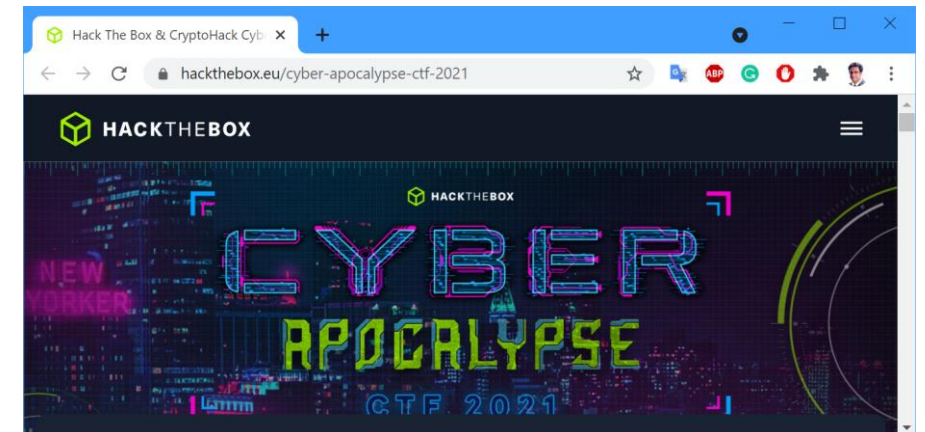 Hack The Box & CryptoHack Cyb
hackthebox.eu/cyber-apocalypse-ctf-2021
ABP
HACKTHEBOX
HACKTHEBOX
CYBER
NEW
YORKER
APOCALYPSE
CTF 2021